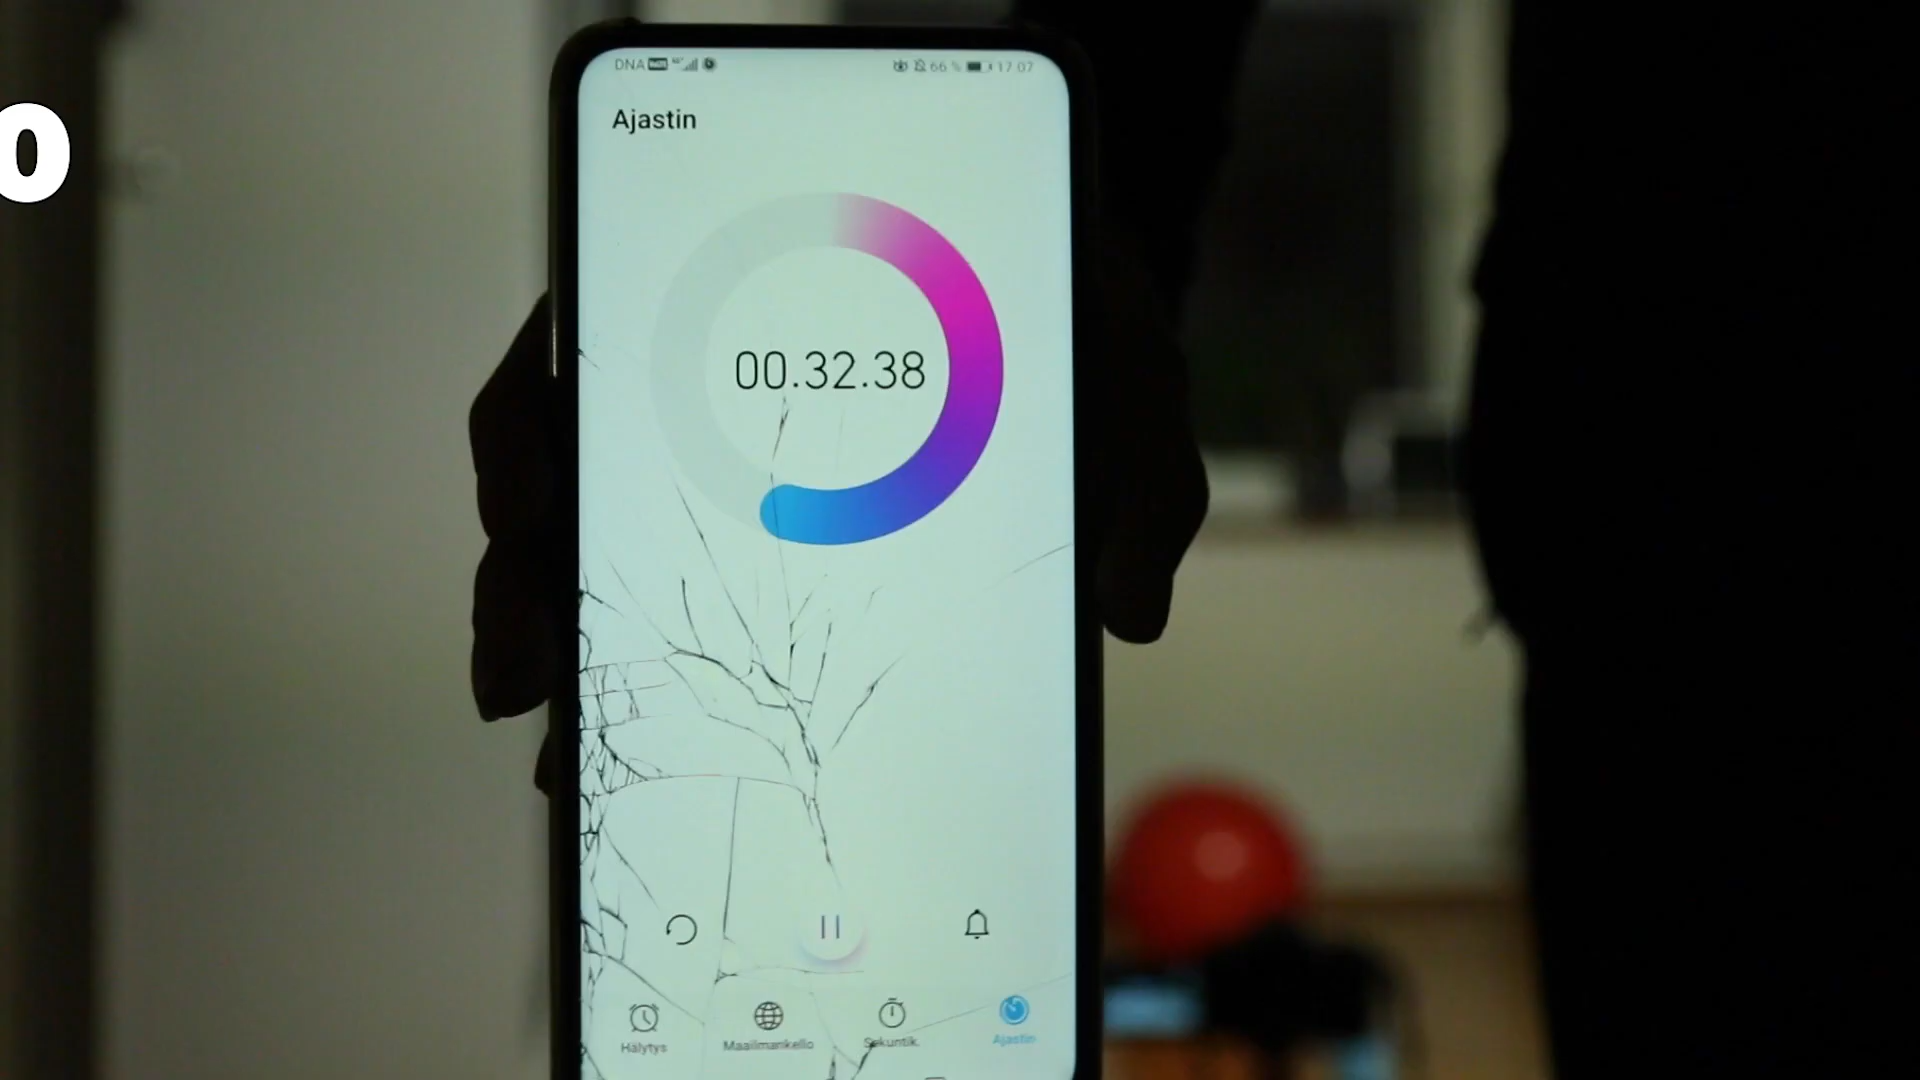 0
DNA 66 % 17.07
Ajastin
00.32.38
Hälytys Maailmankello Sekuntik. Ajastin